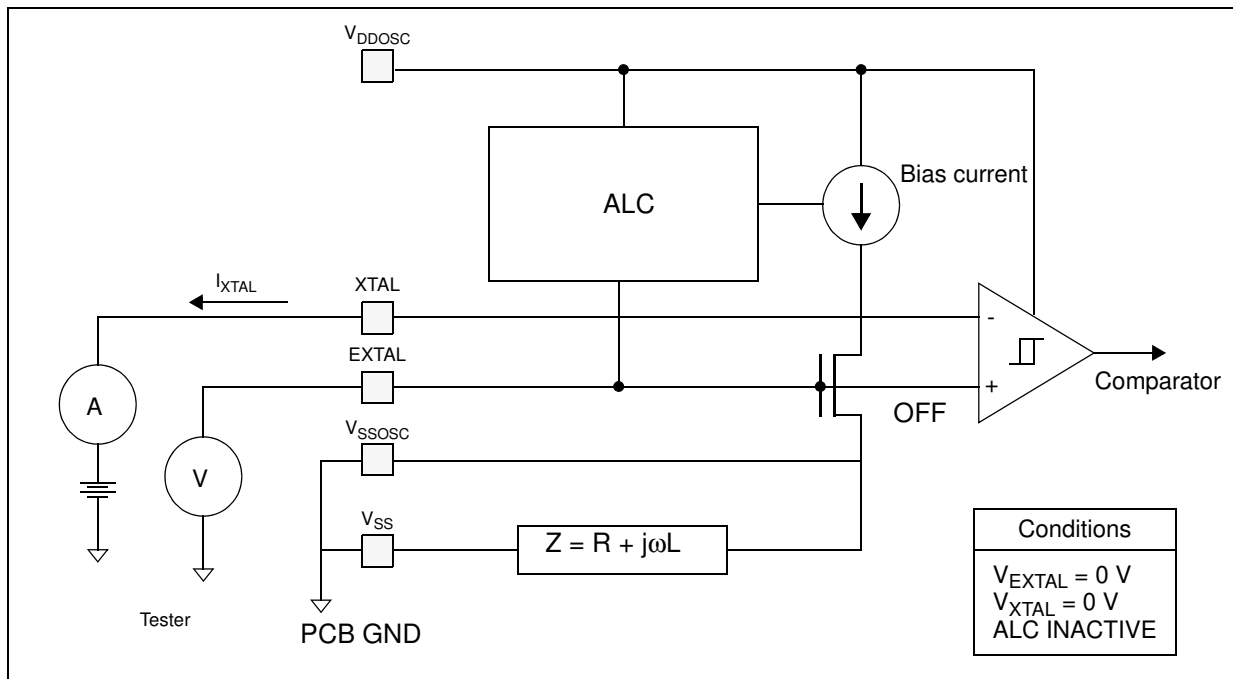 VDDOSC
ALC
Bias current
IXTAL
XTAL
-
EXTAL
+
Comparator
A
OFF
VSSOSC
V
VSS
Z = R + jωL
Tester
PCB GND
Conditions
VEXTAL = 0 V
VXTAL = 0 V
ALC INACTIVE